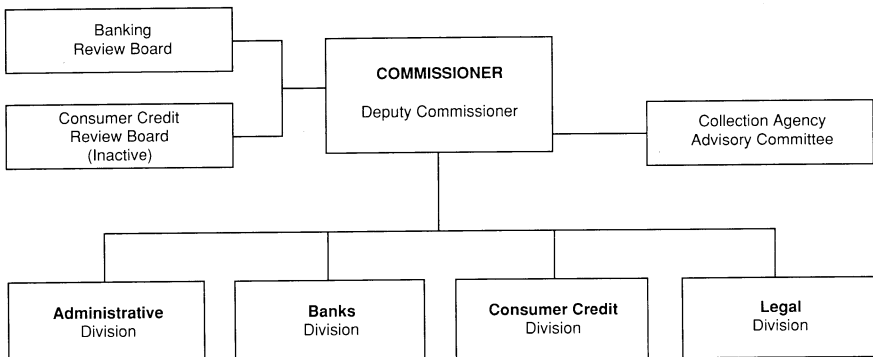 Banking
Review Board
COMMISSIONER
Deputy Commissioner
Consumer Credit
Review Board
(Inactive)
Collection Agency
Advisory Committee
Administrative
Division
Banks
Division
Consumer Credit
Division
Legal
Division